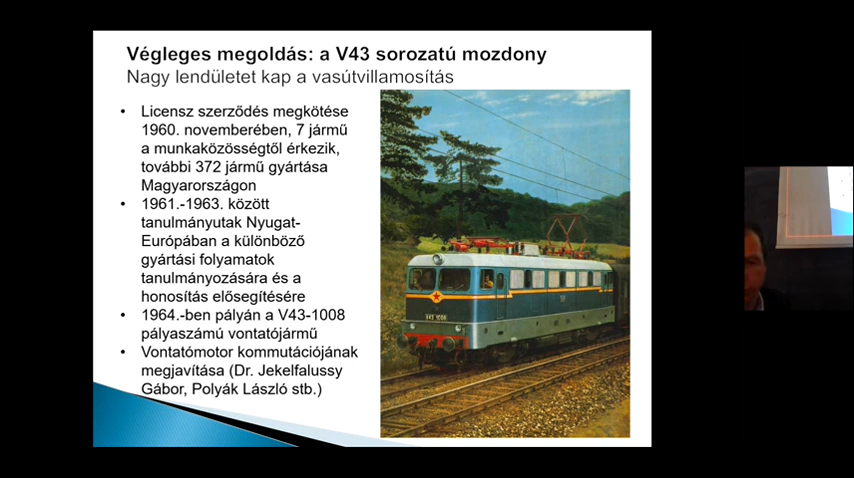 Végleges megoldás: a V43 sorozatú mozdony
Nagy lendületet kap a vasútvillamosítás
• Licensz szerződés megkötése
1960. novemberében, 7 jármű
a munkaközösségtől érkezik,
további 372 jármű gyártása
Magyarországon
• 1961.-1963. között
tanulmányutak Nyugat-
Európában a különböző
gyártási folyamatok
tanulmányozására és a
honosítás elősegítésére
• 1964.-ben pályán a V43-1008
pályaszámú vontatójármű
• Vontatómotor kommutációjának
megjavítása (Dr. Jekelfalussy
Gábor, Polyák László stb.)
V43 1008